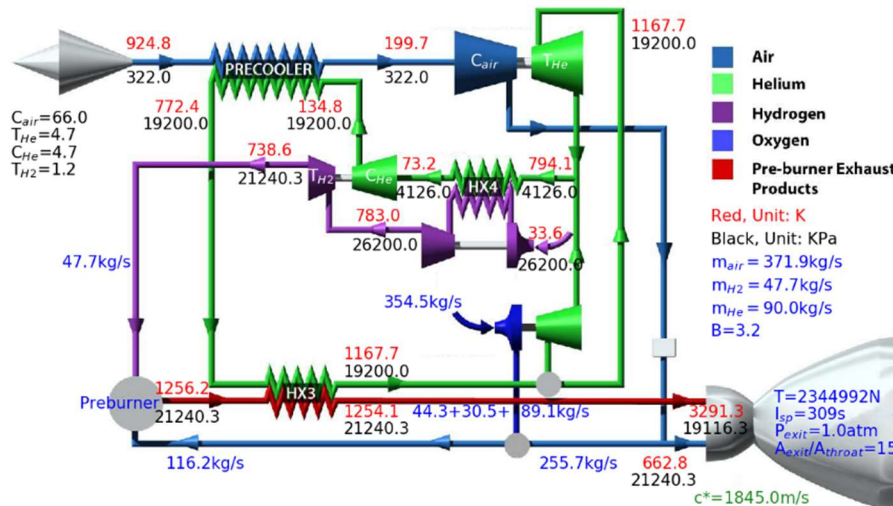 924.8
322.0
PRECOOLER
199.7
322.0
C_air
T_He
1167.7
19200.0
Air
Helium
Hydrogen
Oxygen
Pre-burner Exhaust
Products
Red, Unit: K
Black, Unit: KPa
m_air = 371.9kg/s
m_H2 = 47.7kg/s
m_He = 90.0kg/s
B=3.2
C_air=66.0
T_He=4.7
C_He=4.7
T_H2=1.2
772.4
19200.0
134.8
19200.0
738.6
21240.3
T_H2
C_He
73.2
4126.0
HX4
794.1
4126.0
783.0
26200.0
33.6
26200.0
47.7kg/s
354.5kg/s
1167.7
19200.0
HX3
Preburner
1256.2
21240.3
1254.1
21240.3
44.3+30.5+ 89.1kg/s
3291.3
19116.3
T=2344992N
I_sp=309s
P_exit=1.0atm
A_exit/A_throat=15
116.2kg/s
255.7kg/s
662.8
21240.3
c*=1845.0m/s